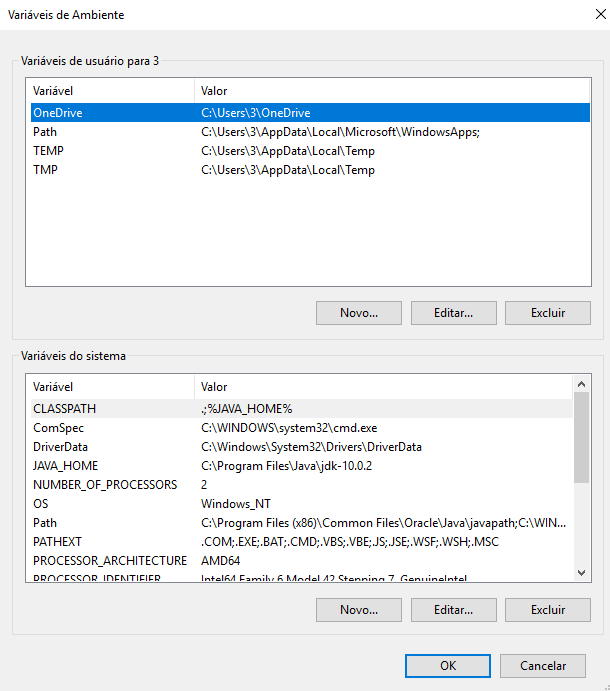 Variáveis de Ambiente
Variáveis de usuário para 3
Variável Valor
OneDrive C:\Users\3\OneDrive
Path C:\Users\3\AppData\Local\Microsoft\WindowsApps;
TEMP C:\Users\3\AppData\Local\Temp
TMP C:\Users\3\AppData\Local\Temp
Novo... Editar... Excluir
Variáveis do sistema
Variável Valor
CLASSPATH .;%JAVA_HOME%
ComSpec C:\WINDOWS\system32\cmd.exe
DriverData C:\Windows\System32\Drivers\DriverData
JAVA_HOME C:\Program Files\Java\jdk-10.0.2
NUMBER_OF_PROCESSORS 2
OS Windows_NT
Path C:\Program Files (x86)\Common Files\Oracle\Java\javapath;C:\WIN...
PATHEXT .COM;.EXE;.BAT;.CMD;.VBS;.VBE;.JS;.JSE;.WSF;.WSH;.MSC
PROCESSOR_ARCHITECTURE AMD64
PROCESSOR_IDENTIFIER Intel64 Family 6 Model 42 Stepping 7, GenuineIntel
Novo... Editar... Excluir
OK Cancelar